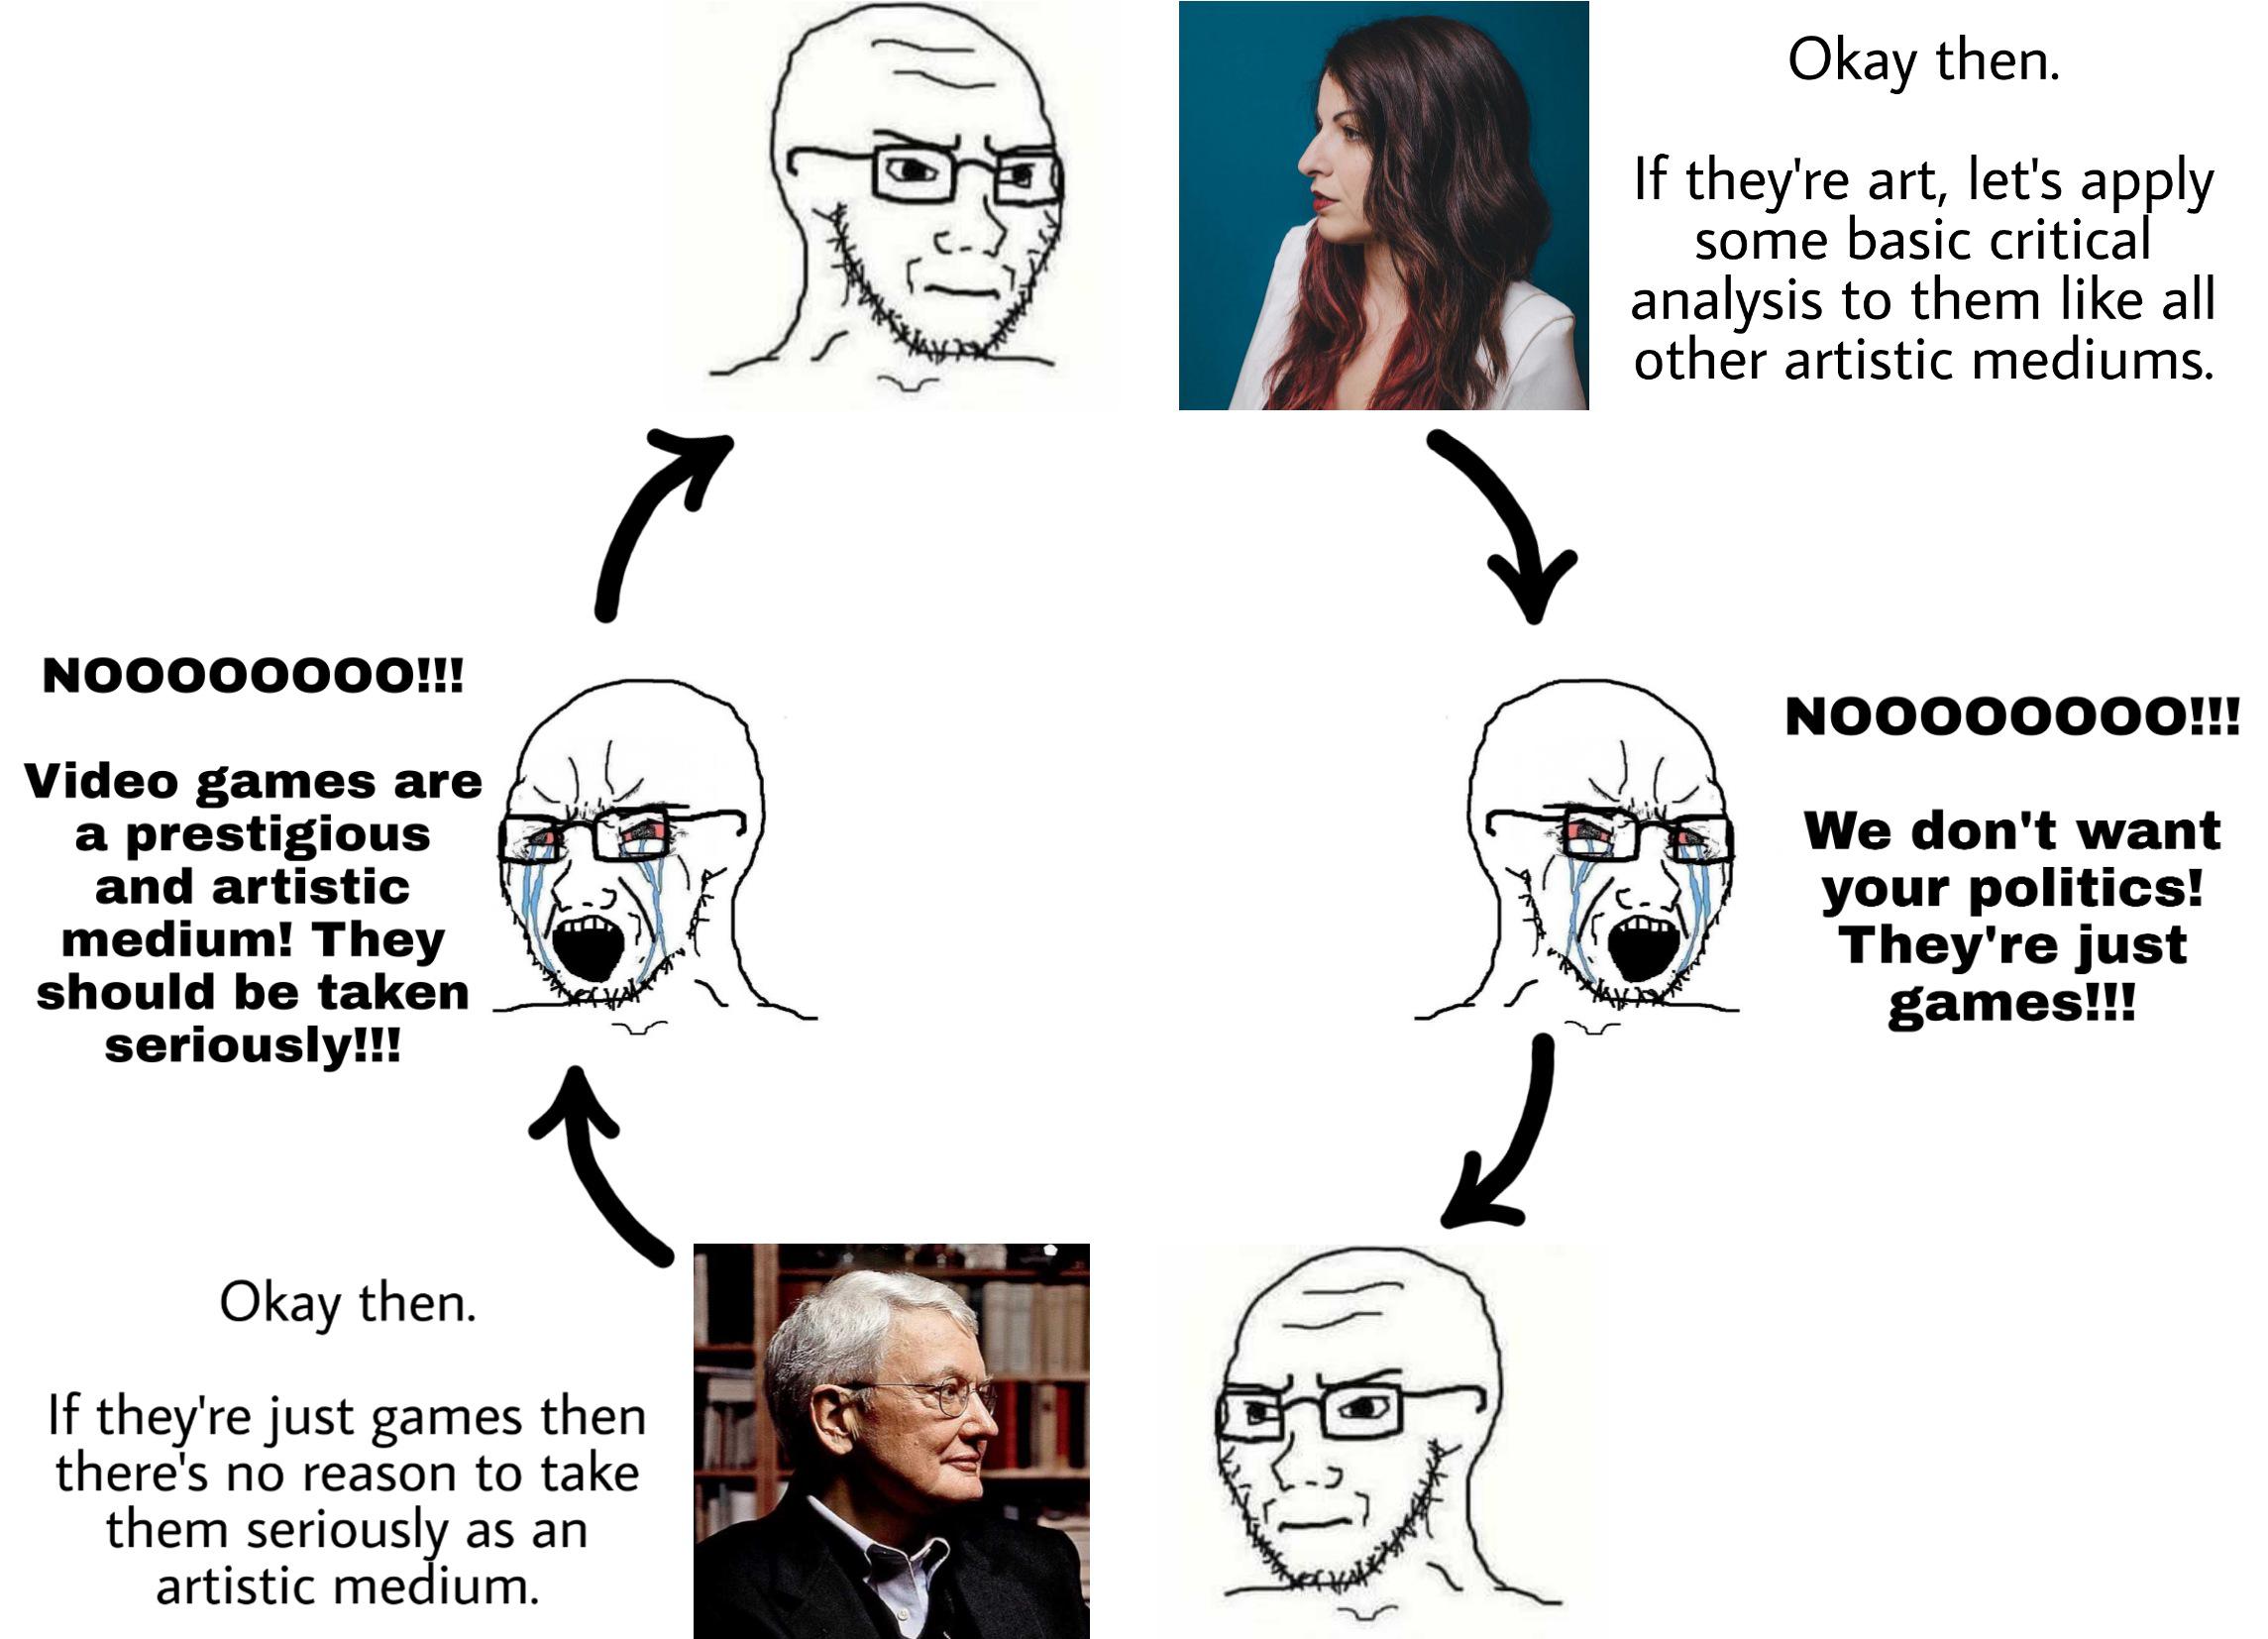 Okay then.
If they're art, let's apply
some basic critical
analysis to them like all
other artistic mediums.
NOOOOOOOO!!!
We don't want
your politics!
They're just
games!!!
Okay then.
If they're just games then
there's no reason to take
them seriously as an
artistic medium.
NOOOOOOOO!!!
Video games are
a prestigious
and artistic
medium! They
should be taken
seriously!!!